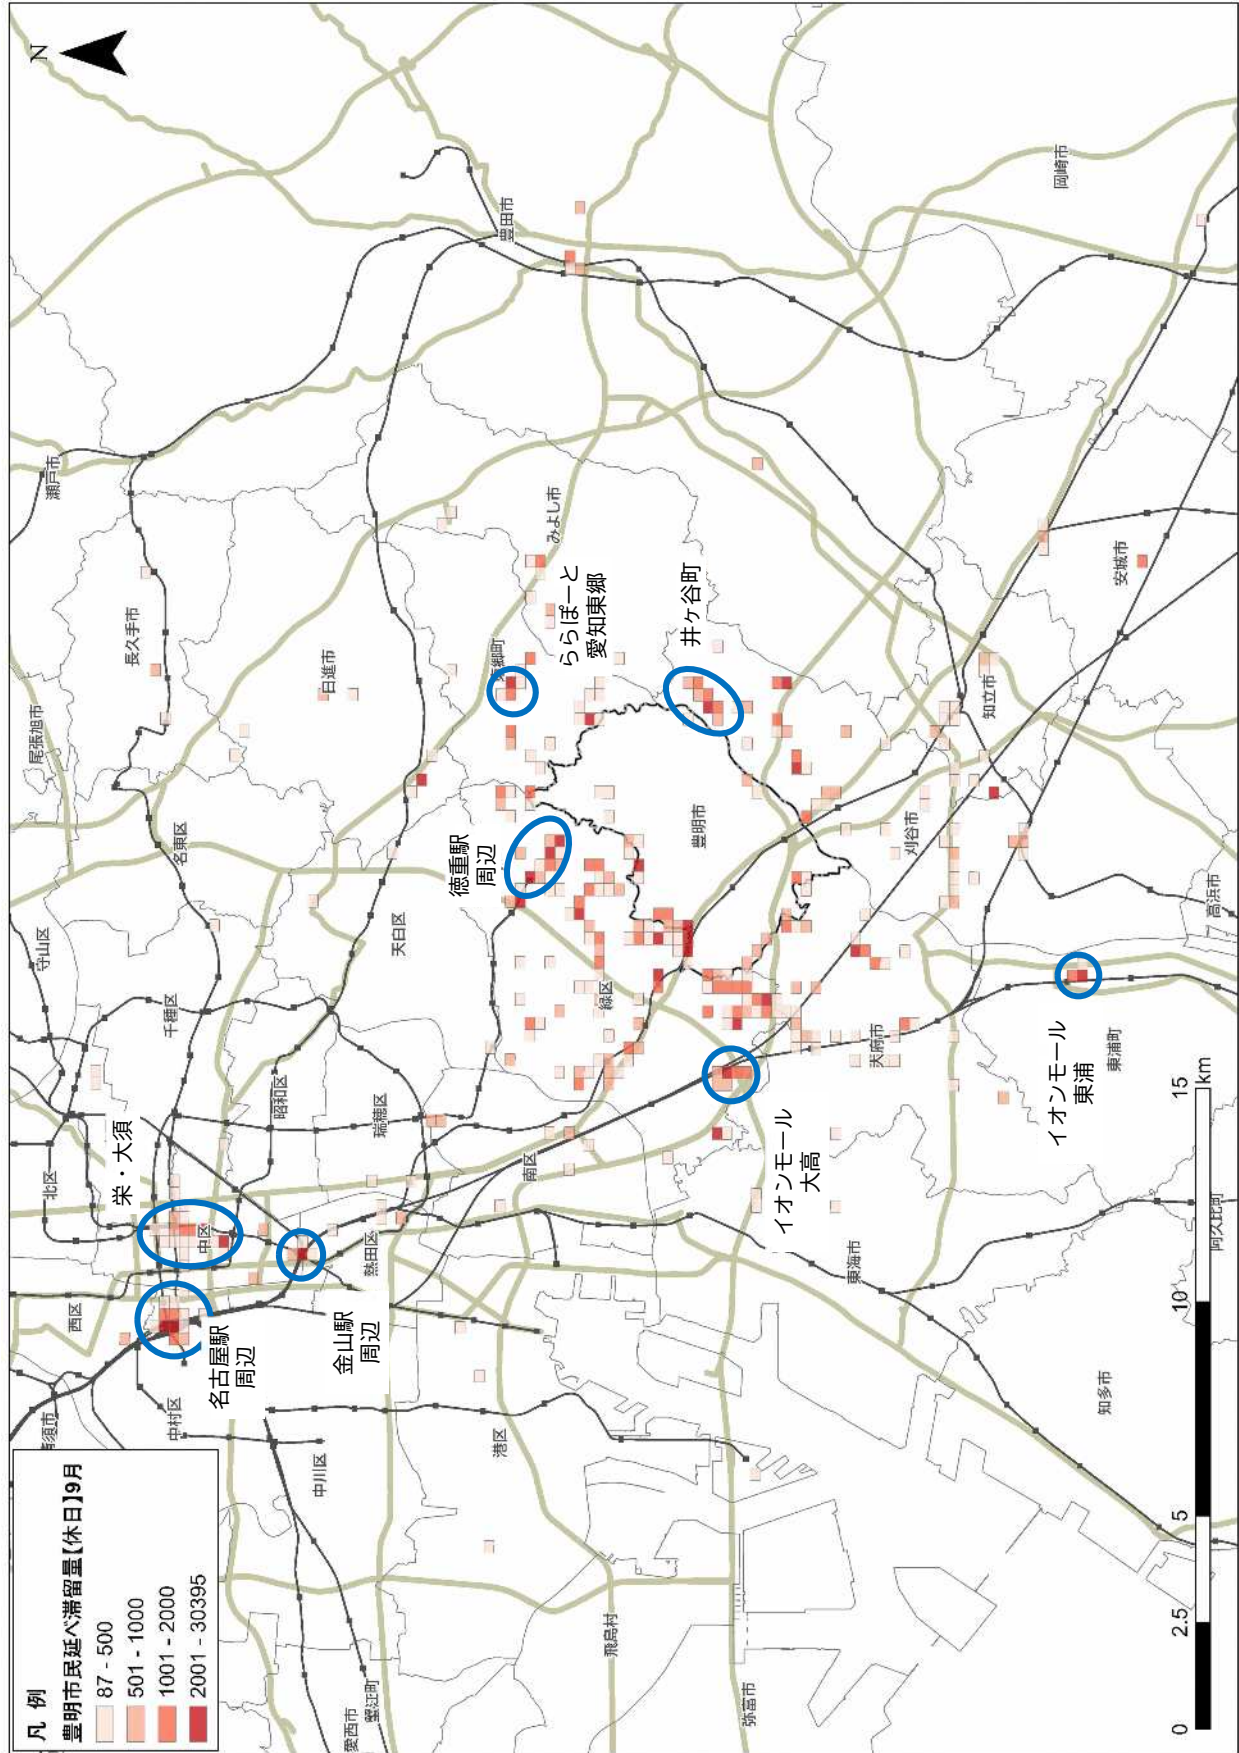 凡 例
豊明市民延べ滞留量【休日】9月
87 - 500
501 - 1000
1001 - 2000
2001 - 30395
N
瀬戸市
尾張旭市
長久手市
守山区
名東区
日進市
北区
千種区
西区
栄・大須
中区
昭和区
中村区
名古屋駅
周辺
天白区
瑞穂区
熱田区
金山駅
周辺
中川区
愛西市
蟹江町
豊田市
みよし市
東郷町
ららぽーと
愛知東郷
徳重駅
周辺
緑区
南区
港区
飛島村
弥富市
井ヶ谷町
豊明市
イオンモール
大高
大府市
東海市
刈谷市
知立市
岡崎市
安城市
高浜市
イオンモール
東浦
東浦町
阿久比町
知多市
0
2.5
5
10
15
km